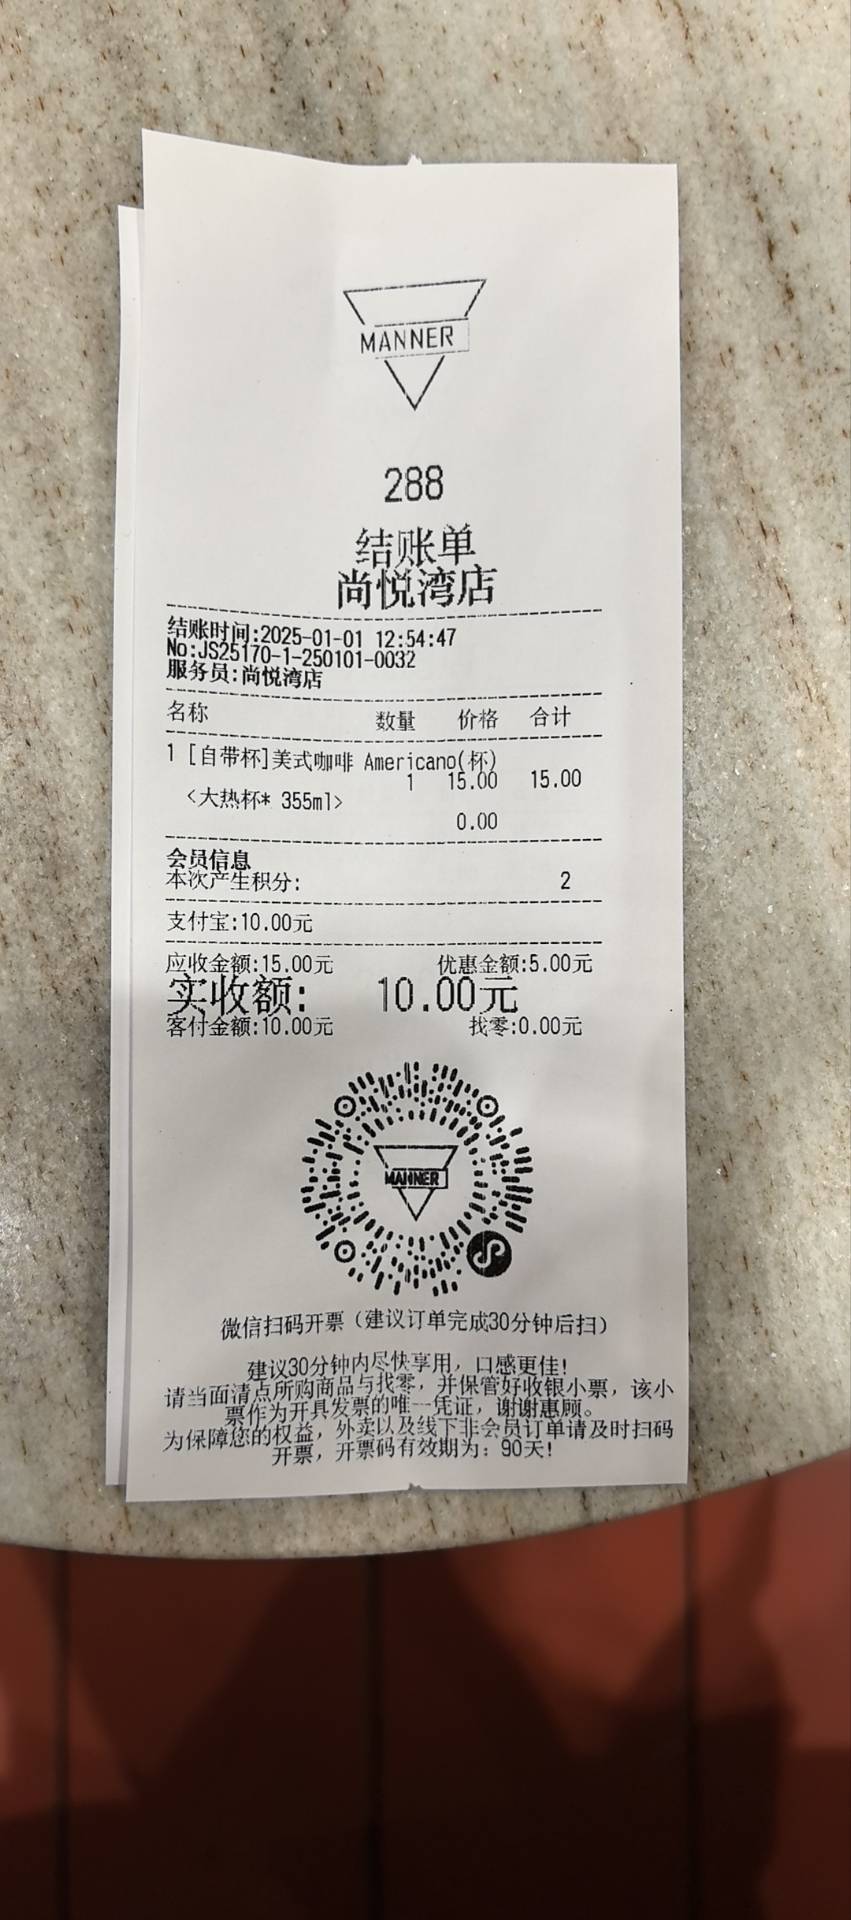 MANNER
288
结账单
尚悦湾店
结账时间:2025-01-01 12:54:47
No:JS25170-1-250101-0032
服务员:尚悦湾店
名称 数量 价格 合计
1 [自带杯]美式咖啡 Americano(杯)
1 15.00 15.00
<大热杯* 355ml>
0.00
会员信息
本次产生积分: 2
支付宝:10.00元
应收金额:15.00元 优惠金额:5.00元
实收额: 10.00元
客付金额:10.00元 找零:0.00元
MANNER
微信扫码开票（建议订单完成30分钟后扫）
建议30分钟内尽快享用，口感更佳!
请当面清点所购商品与找零，并保管好收银小票，该小
票作为开具发票的唯一凭证，谢谢惠顾。
为保障您的权益，外卖以及线下非会员订单请及时扫码
开票，开票码有效期为：90天!